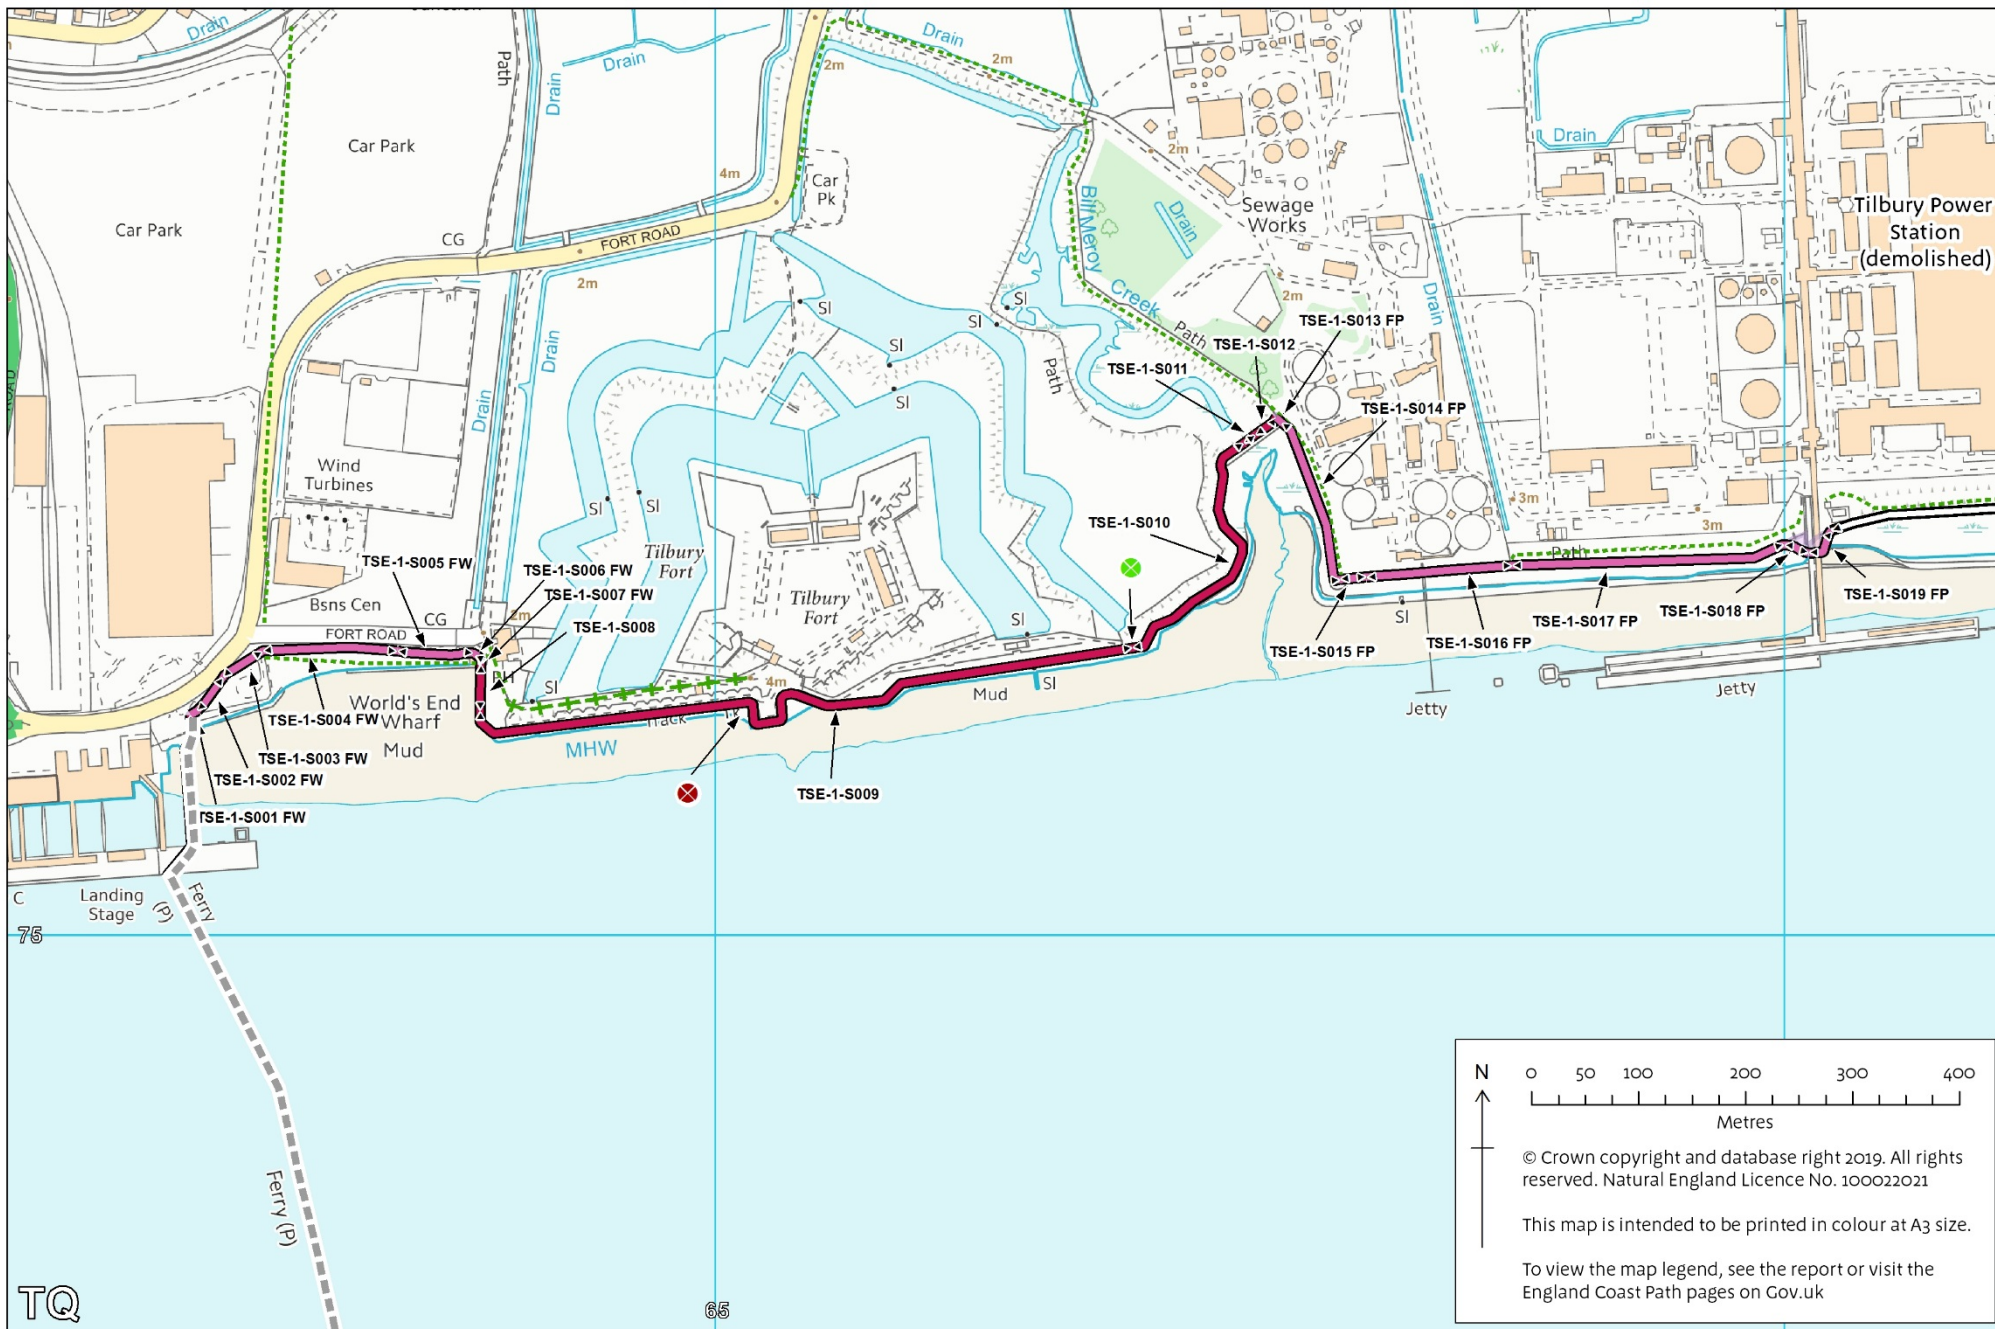 Drain
Path
Drain
Drain
2m
Drain
2m
Car Park
Drain
4m
2m
Drain
Car
Pk
Bill Meroy
Creek
Drain
Sewage
Works
Tilbury Power
Station
(demolished)
Car Park
CG
FORT ROAD
2m
2m
Drain
SI
SI
SI
Path
TSE-1-S013 FP
TSE-1-S012
TSE-1-S011
SI
Drain
Path
SI
TSE-1-S014 FP
Drain
Wind
Turbines
SI
SI
3m
3m
TSE-1-S010
Tilbury
Fort
Tilbury
Fort
TSE-1-S005 FW
TSE-1-S006 FW
TSE-1-S007 FW
Path
Bsns Cen
CG
2m
TSE-1-S008
SI
SI
TSE-1-S018 FP
TSE-1-S019 FP
TSE-1-S017 FP
FORT ROAD
TSE-1-S016 FP
TSE-1-S015 FP
PH
SI
4m
Mud
SI
Jetty
Jetty
World's End
Wharf
Mud
Track
MHW
TSE-1-S004 FW
TSE-1-S003 FW
TSE-1-S002 FW
TSE-1-S001 FW
TSE-1-S009
C
Landing
Stage
(P)
Ferry
75
Ferry (P)
TQ
65
N
0 50 100 200 300 400
Metres
© Crown copyright and database right 2019. All rights
reserved. Natural England Licence No. 100022021
This map is intended to be printed in colour at A3 size.
To view the map legend, see the report or visit the
England Coast Path pages on Gov.uk